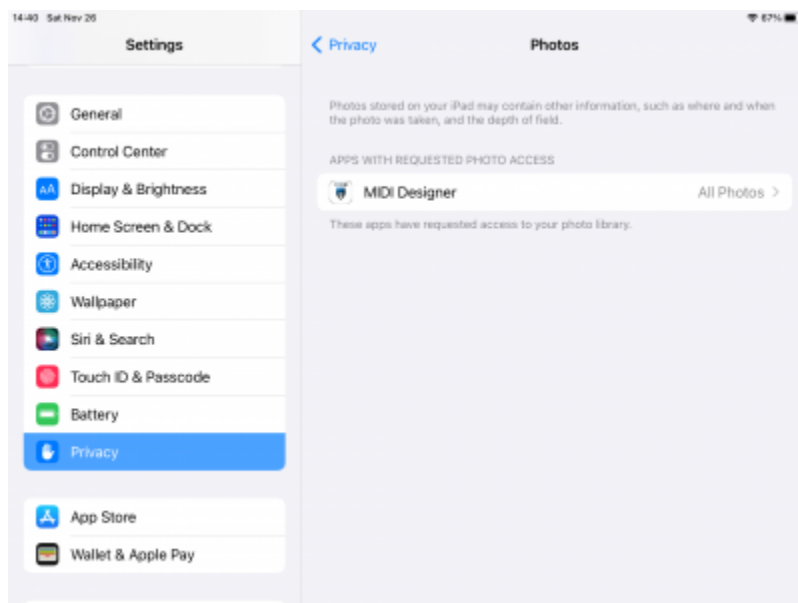 14:40 Sat Nov 26
67%
Settings
Privacy
Photos
General
Control Center
AA
Display & Brightness
Home Screen & Dock
Accessibility
Wallpaper
Siri & Search
Touch ID & Passcode
Battery
Privacy
App Store
Wallet & Apple Pay
Photos stored on your iPad may contain other information, such as where and when
the photo was taken, and the depth of field.
APPS WITH REQUESTED PHOTO ACCESS
MIDI Designer
All Photos
These apps have requested access to your photo library.